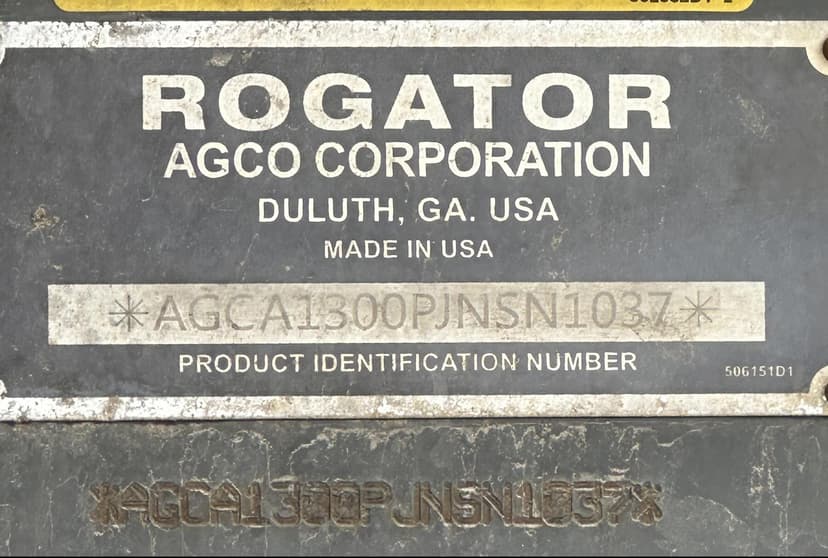 ROGATOR
AGCO CORPORATION
DULUTH, GA. USA
MADE IN USA
*AGCA1300PJNSN1037*
PRODUCT IDENTIFICATION NUMBER
506151D1
*AGCA1300PJNSN1037*